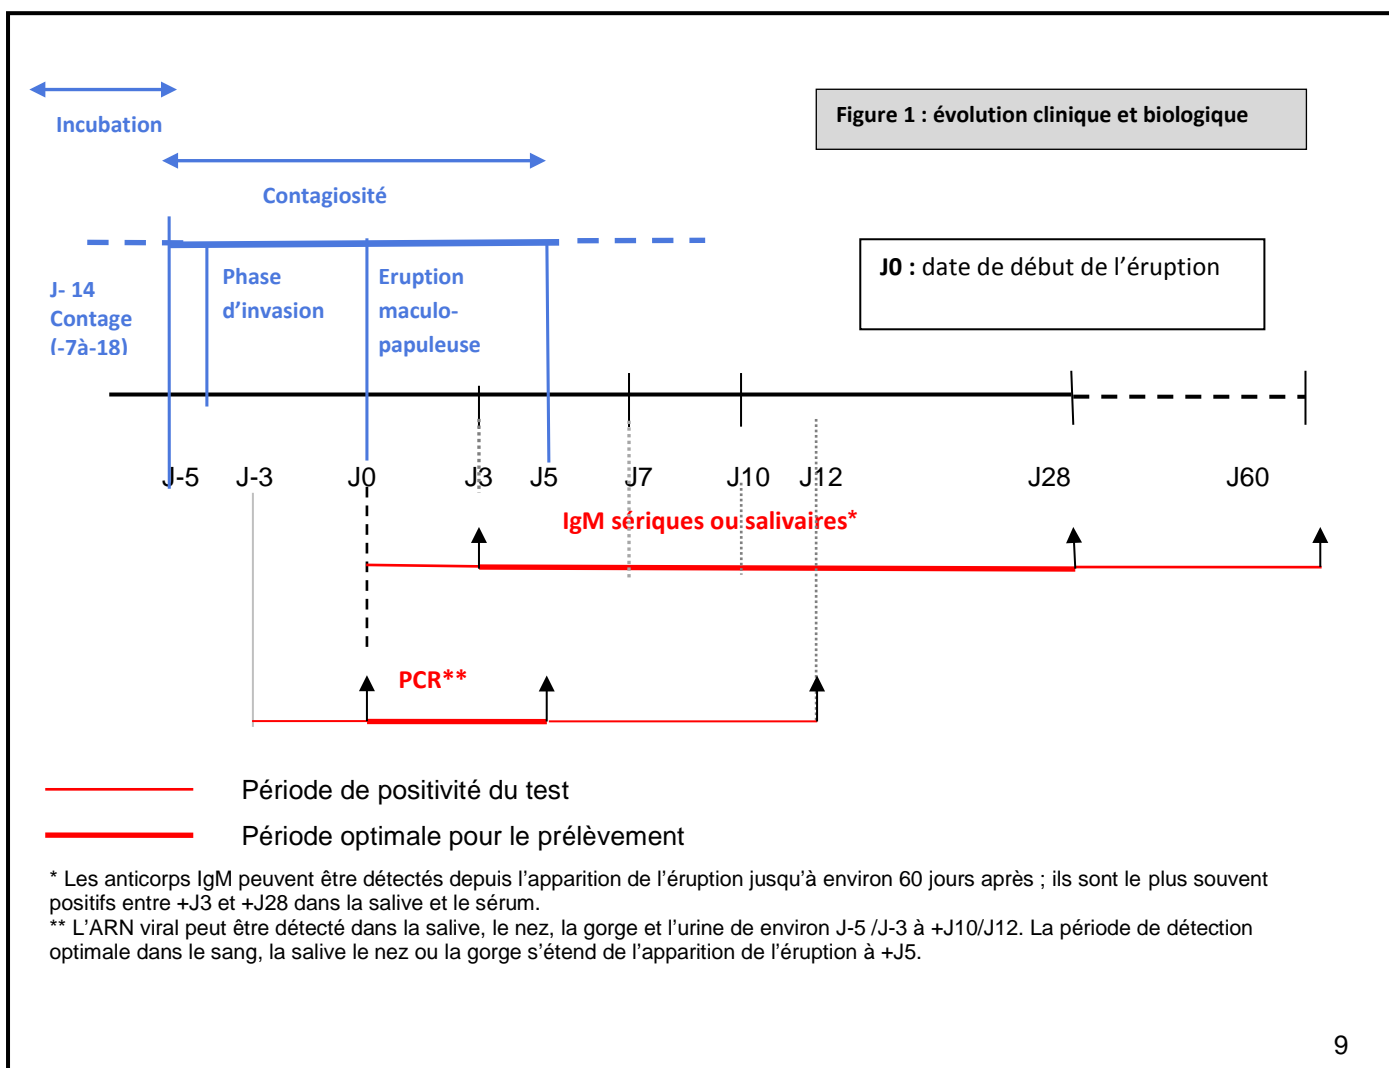 Incubation
Figure 1 : évolution clinique et biologique
Contagiosité
J0 : date de début de l’éruption
J- 14
Contage
(-7à-18)
Phase
d’invasion
Eruption
maculo-
papuleuse
J-5 J-3 J0 J3 J5 J7 J10 J12 J28 J60
IgM sériques ou salivaires*
PCR**
Période de positivité du test
Période optimale pour le prélèvement
* Les anticorps IgM peuvent être détectés depuis l’apparition de l’éruption jusqu’à environ 60 jours après ; ils sont le plus souvent
positifs entre +J3 et +J28 dans la salive et le sérum.
** L’ARN viral peut être détecté dans la salive, le nez, la gorge et l’urine de environ J-5 /J-3 à +J10/J12. La période de détection
optimale dans le sang, la salive le nez ou la gorge s’étend de l’apparition de l’éruption à +J5.
9